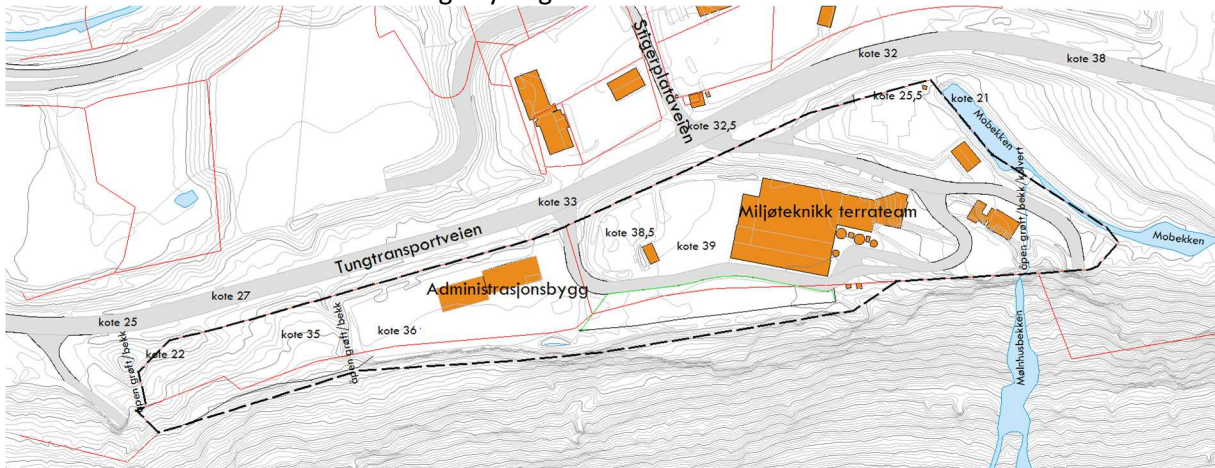 Stigerplatåveien
kote 32
kote 38
kote 25,5
kote 21
Mobekken
kote 32,5
åpen grøft/bekk/kulvert
kote 33
Miljøteknikk terrateam
kote 38,5
kote 39
Mobekken
Tungtransportveien
Administrasjonsbygg
kote 27
kote 25
kote 35
åpen grøft/bekk
kote 36
kote 22
åpen grøft/bekk
Mølnhusbekken